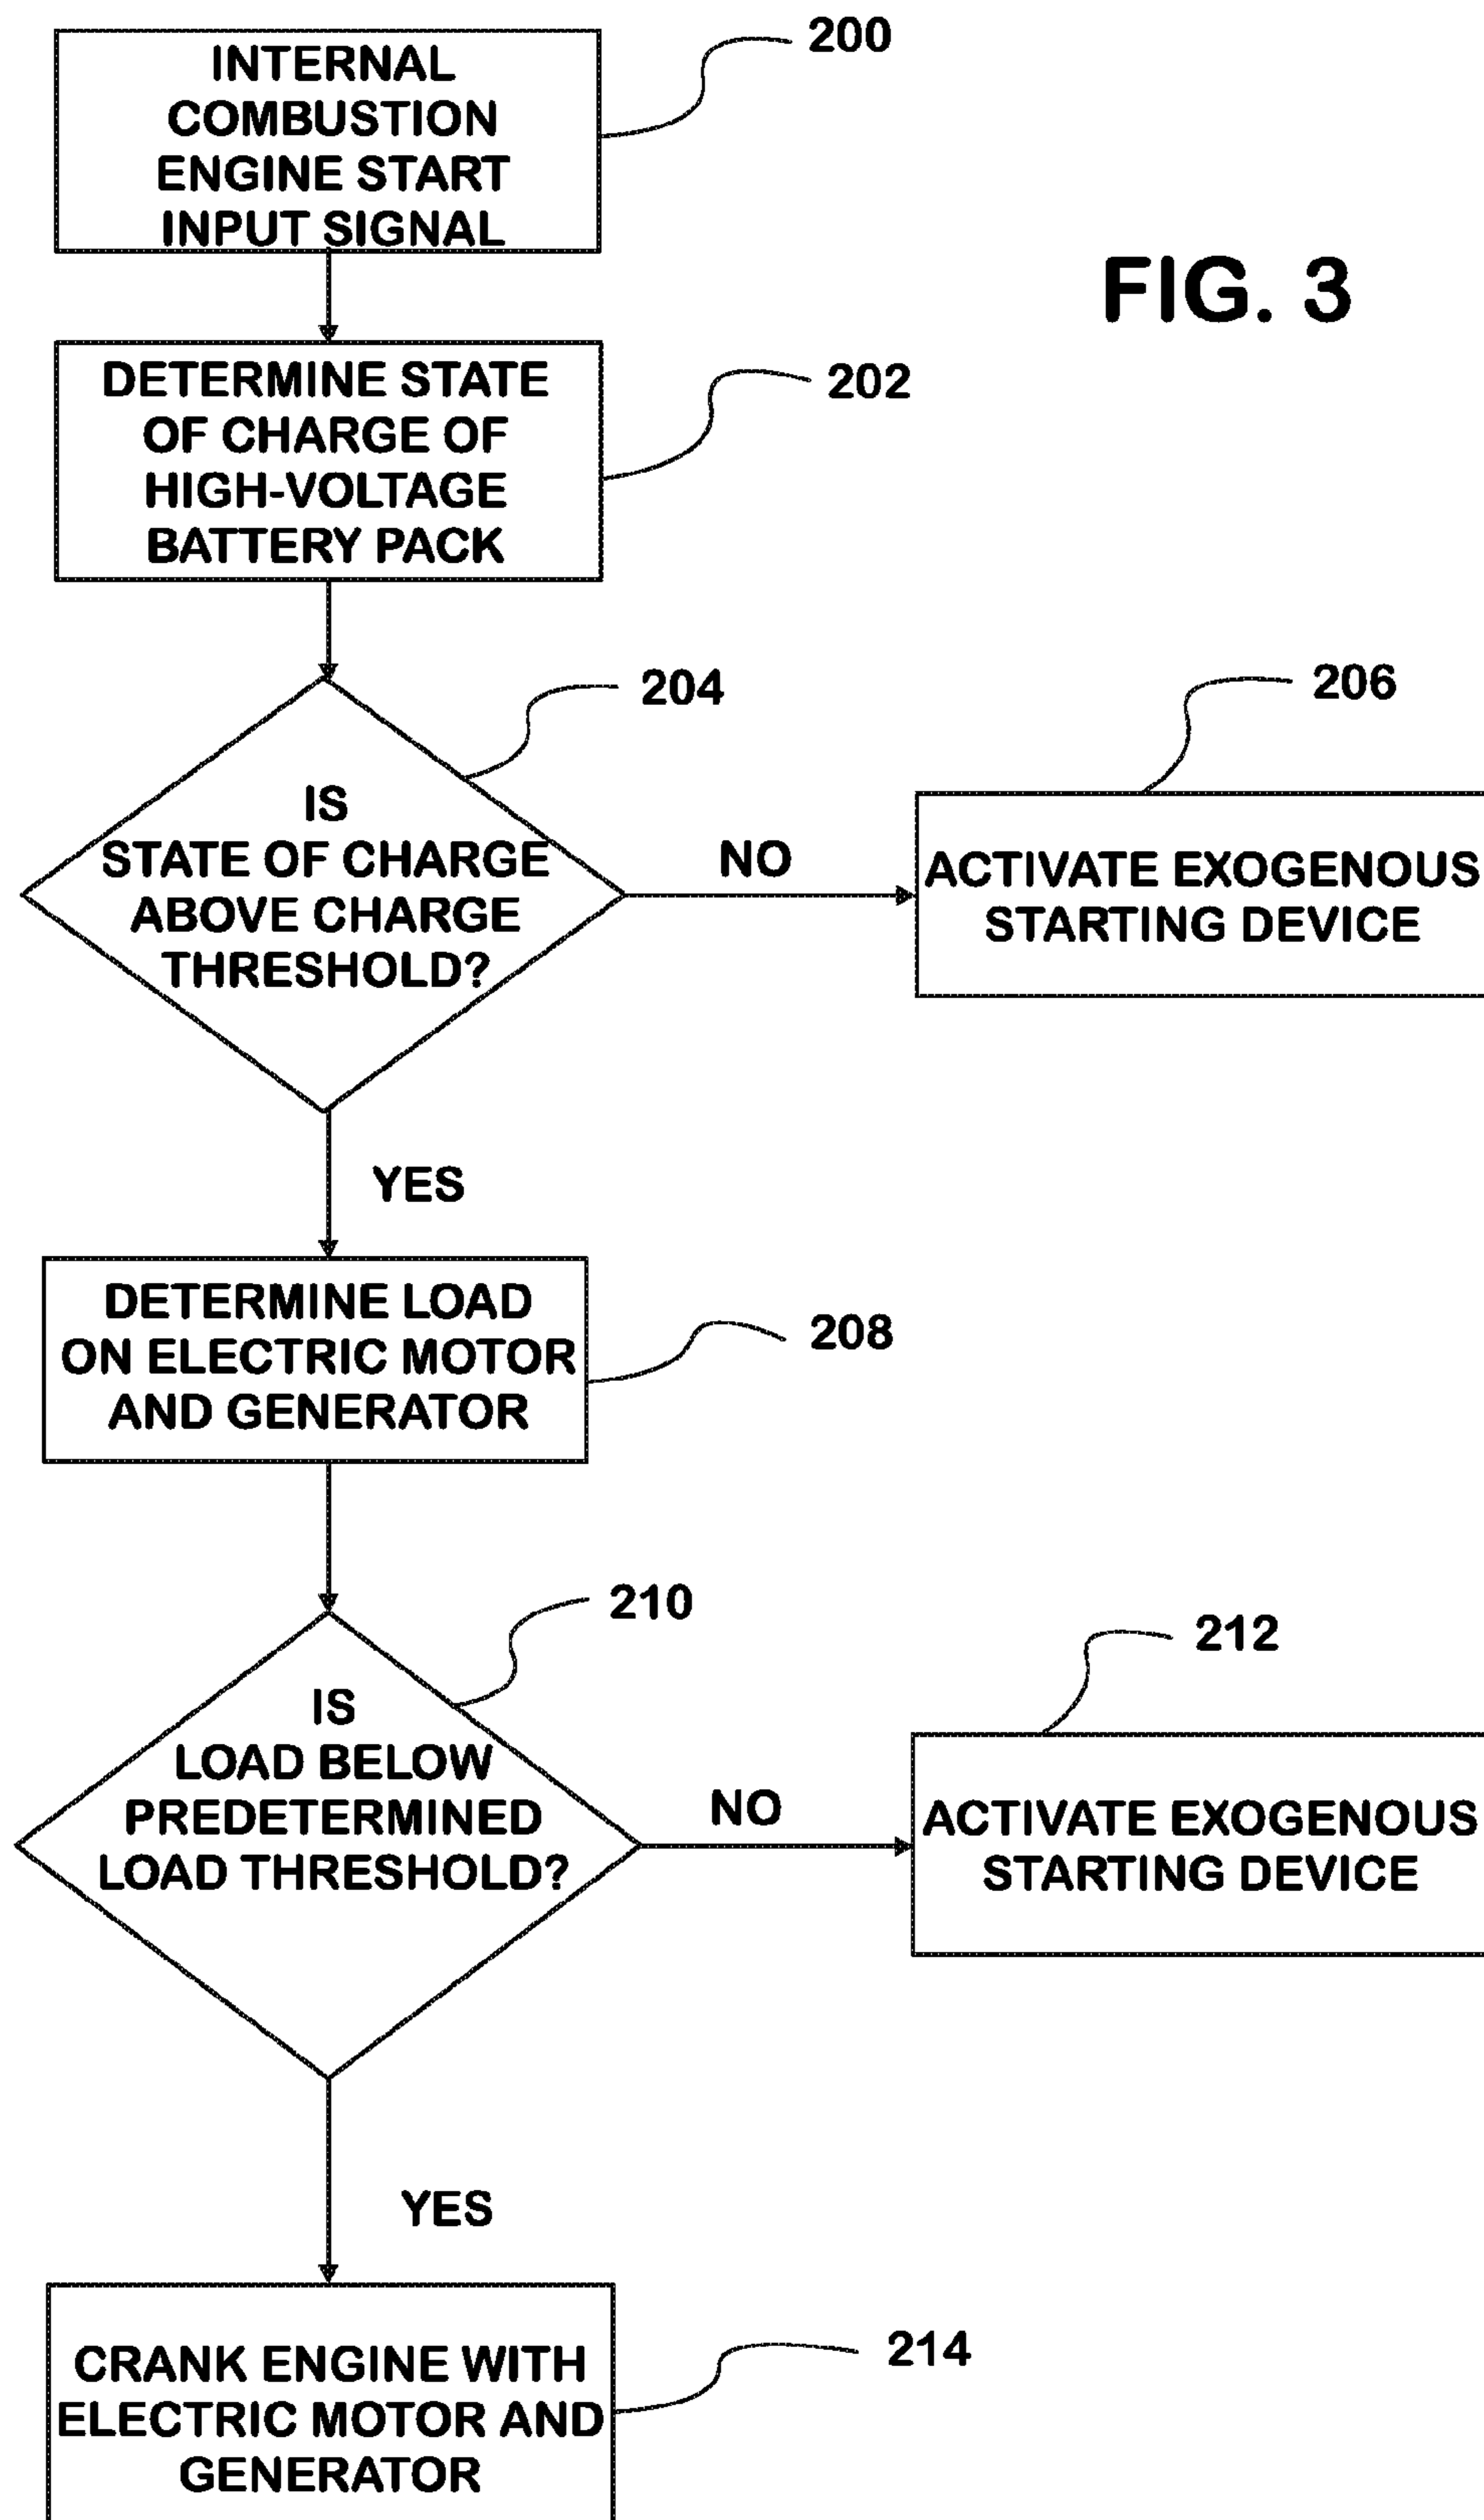 INTERNAL
COMBUSTION
ENGINE START
INPUT SIGNAL
200
FIG. 3
DETERMINE STATE
OF CHARGE OF
HIGH-VOLTAGE
BATTERY PACK
202
204
IS
STATE OF CHARGE
ABOVE CHARGE
THRESHOLD?
NO
206
ACTIVATE EXOGENOUS
STARTING DEVICE
YES
DETERMINE LOAD
ON ELECTRIC MOTOR
AND GENERATOR
208
210
IS
LOAD BELOW
PREDETERMINED
LOAD THRESHOLD?
NO
212
ACTIVATE EXOGENOUS
STARTING DEVICE
YES
CRANK ENGINE WITH
ELECTRIC MOTOR AND
GENERATOR
214